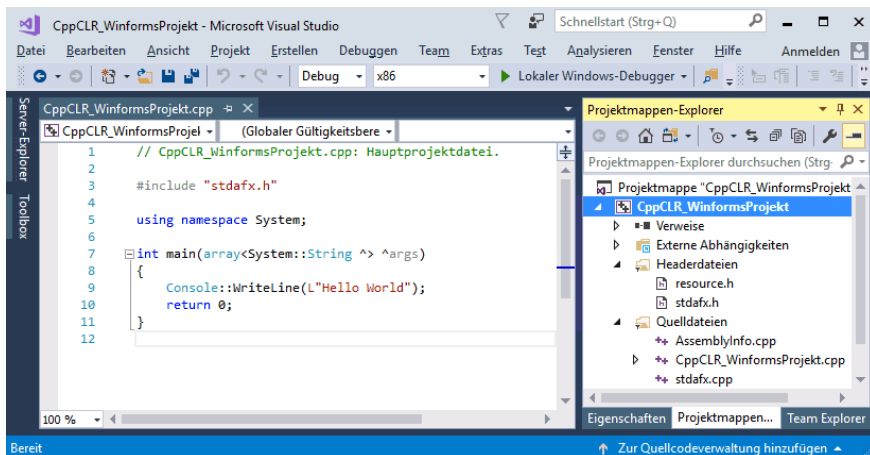 CppCLR_WinformsProjekt - Microsoft Visual Studio
Schnellstart (Strg+Q)
Datei Bearbeiten Ansicht Projekt Erstellen Debuggen Team Extras Test Analysieren Fenster Hilfe Anmelden
Debug x86 Lokaler Windows-Debugger
Server-Explorer
Toolbox
CppCLR_WinformsProjekt.cpp
CppCLR_WinformsProjel (Globaler Gültigkeitsbere
1 // CppCLR_WinformsProjekt.cpp: Hauptprojektdatei.
2
3 #include "stdafx.h"
4
5 using namespace System;
6
7 int main(array<System::String ^> ^args)
8 {
9 Console::WriteLine(L"Hello World");
10 return 0;
11 }
12
100 %
Projektmappen-Explorer
Projektmappen-Explorer durchsuchen (Strg-
Projektmappe "CppCLR_WinformsProjekt
CppCLR_WinformsProjekt
Verweise
Externe Abhängigkeiten
Headerdateien
resource.h
stdafx.h
Quelldateien
AssemblyInfo.cpp
CppCLR_WinformsProjekt.cpp
stdafx.cpp
Eigenschaften Projektmappen... Team Explorer
Bereit
Zur Quellcodeverwaltung hinzufügen